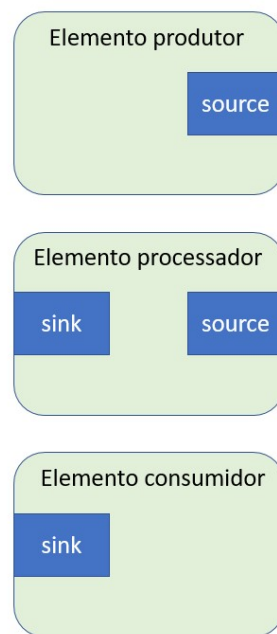 Elemento produtor
source
Elemento processador
sink source
Elemento consumidor
sink